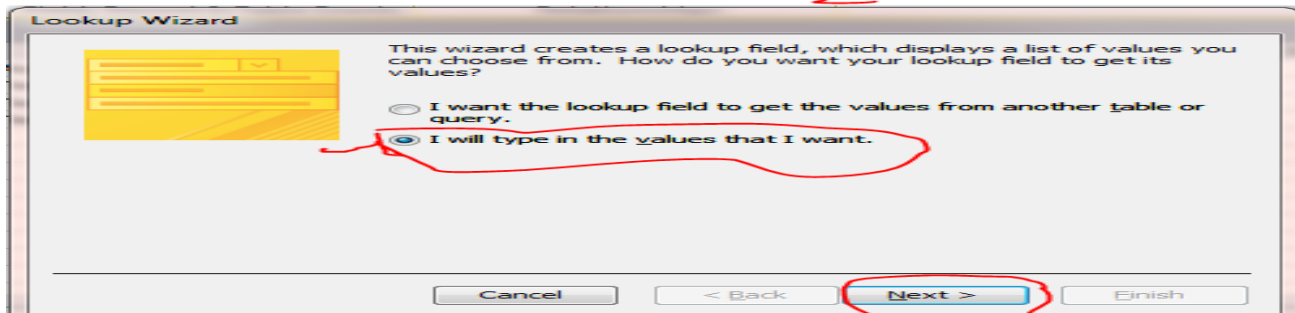 Lookup Wizard
This wizard creates a lookup field, which displays a list of values you
can choose from. How do you want your lookup field to get its
values?
I want the lookup field to get the values from another table or
query.
I will type in the values that I want.
Cancel
< Back
Next >
Finish